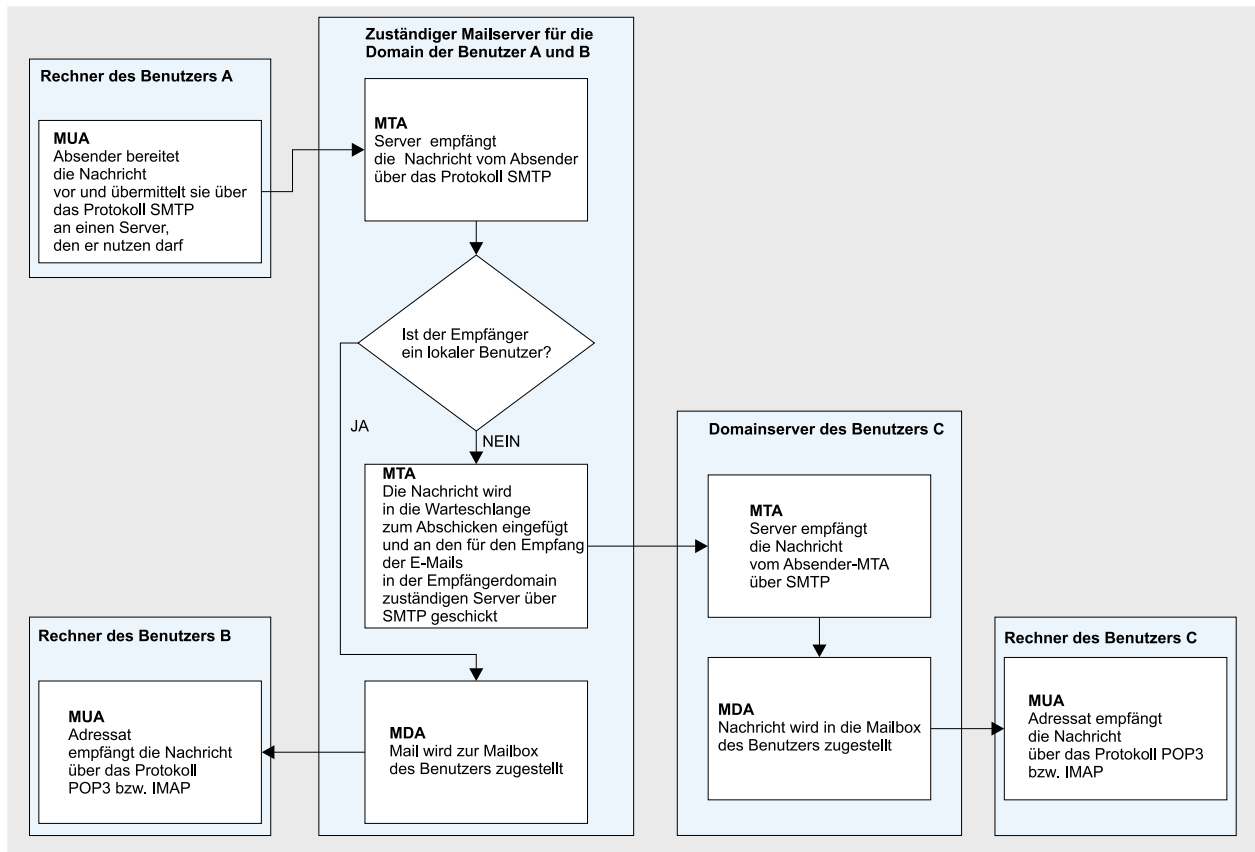 Rechner des Benutzers A
MUA
Absender bereitet
die Nachricht
vor und übermittelt sie über
das Protokoll SMTP
an einen Server,
den er nutzen darf
Zuständiger Mailserver für die
Domain der Benutzer A und B
MTA
Server empfängt
die Nachricht vom Absender
über das Protokoll SMTP
Ist der Empfänger
ein lokaler Benutzer?
JA
NEIN
MTA
Die Nachricht wird
in die Warteschlange
zum Abschicken eingefügt
und an den für den Empfang
der E-Mails
in der Empfängerdomain
zuständigen Server über
SMTP geschickt
MDA
Mail wird zur Mailbox
des Benutzers zugestellt
Rechner des Benutzers B
MUA
Adressat
empfängt die Nachricht
über das Protokoll
POP3 bzw. IMAP
Domainserver des Benutzers C
MTA
Server empfängt
die Nachricht
vom Absender-MTA
über SMTP
MDA
Nachricht wird in die Mailbox
des Benutzers zugestellt
Rechner des Benutzers C
MUA
Adressat empfängt
die Nachricht
über das Protokoll POP3
bzw. IMAP